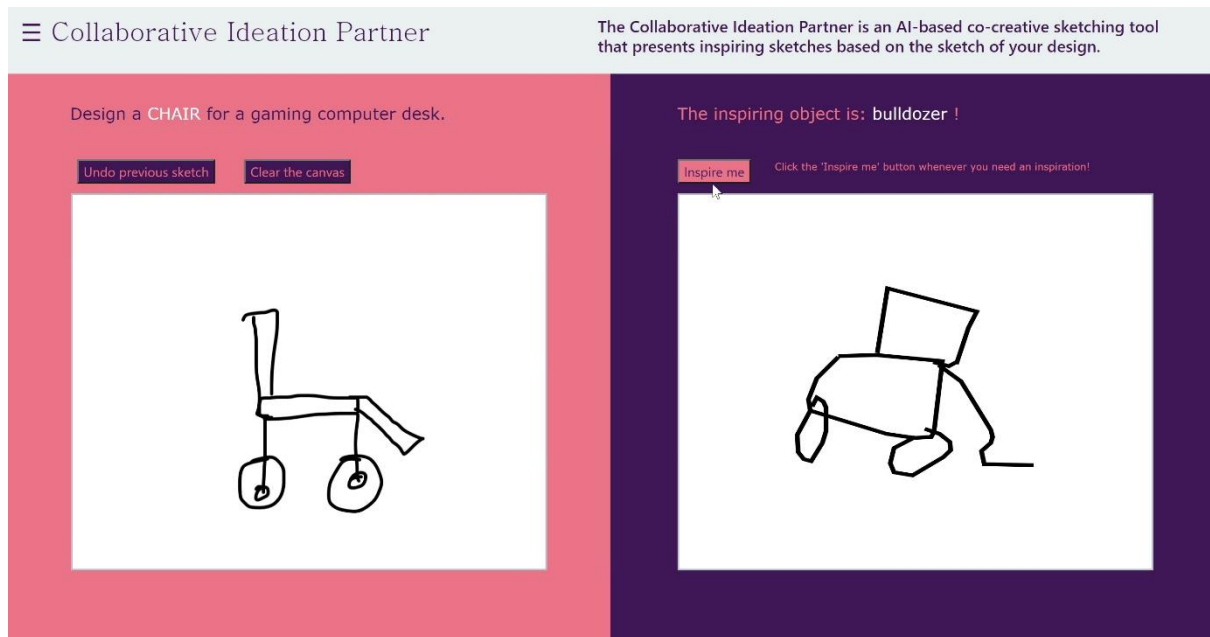 ☰ Collaborative Ideation Partner
The Collaborative Ideation Partner is an AI-based co-creative sketching tool
that presents inspiring sketches based on the sketch of your design.
Design a CHAIR for a gaming computer desk.
Undo previous sketch
Clear the canvas
The inspiring object is: bulldozer !
Inspire me
Click the 'Inspire me' button whenever you need an inspiration!